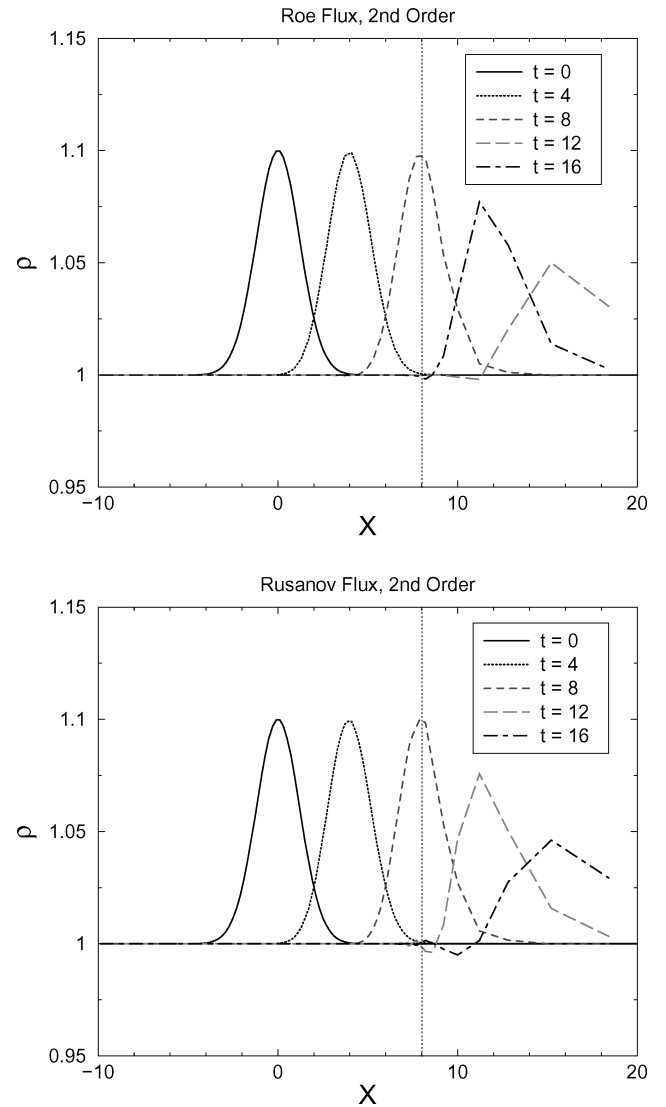 Roe Flux, 2nd Order
1.15
t = 0
t = 4
t = 8
t = 12
t = 16
1.1
ρ
1.05
1
0.95
−10 0 10 20
X
Rusanov Flux, 2nd Order
1.15
t = 0
t = 4
t = 8
t = 12
t = 16
1.1
ρ
1.05
1
0.95
−10 0 10 20
X